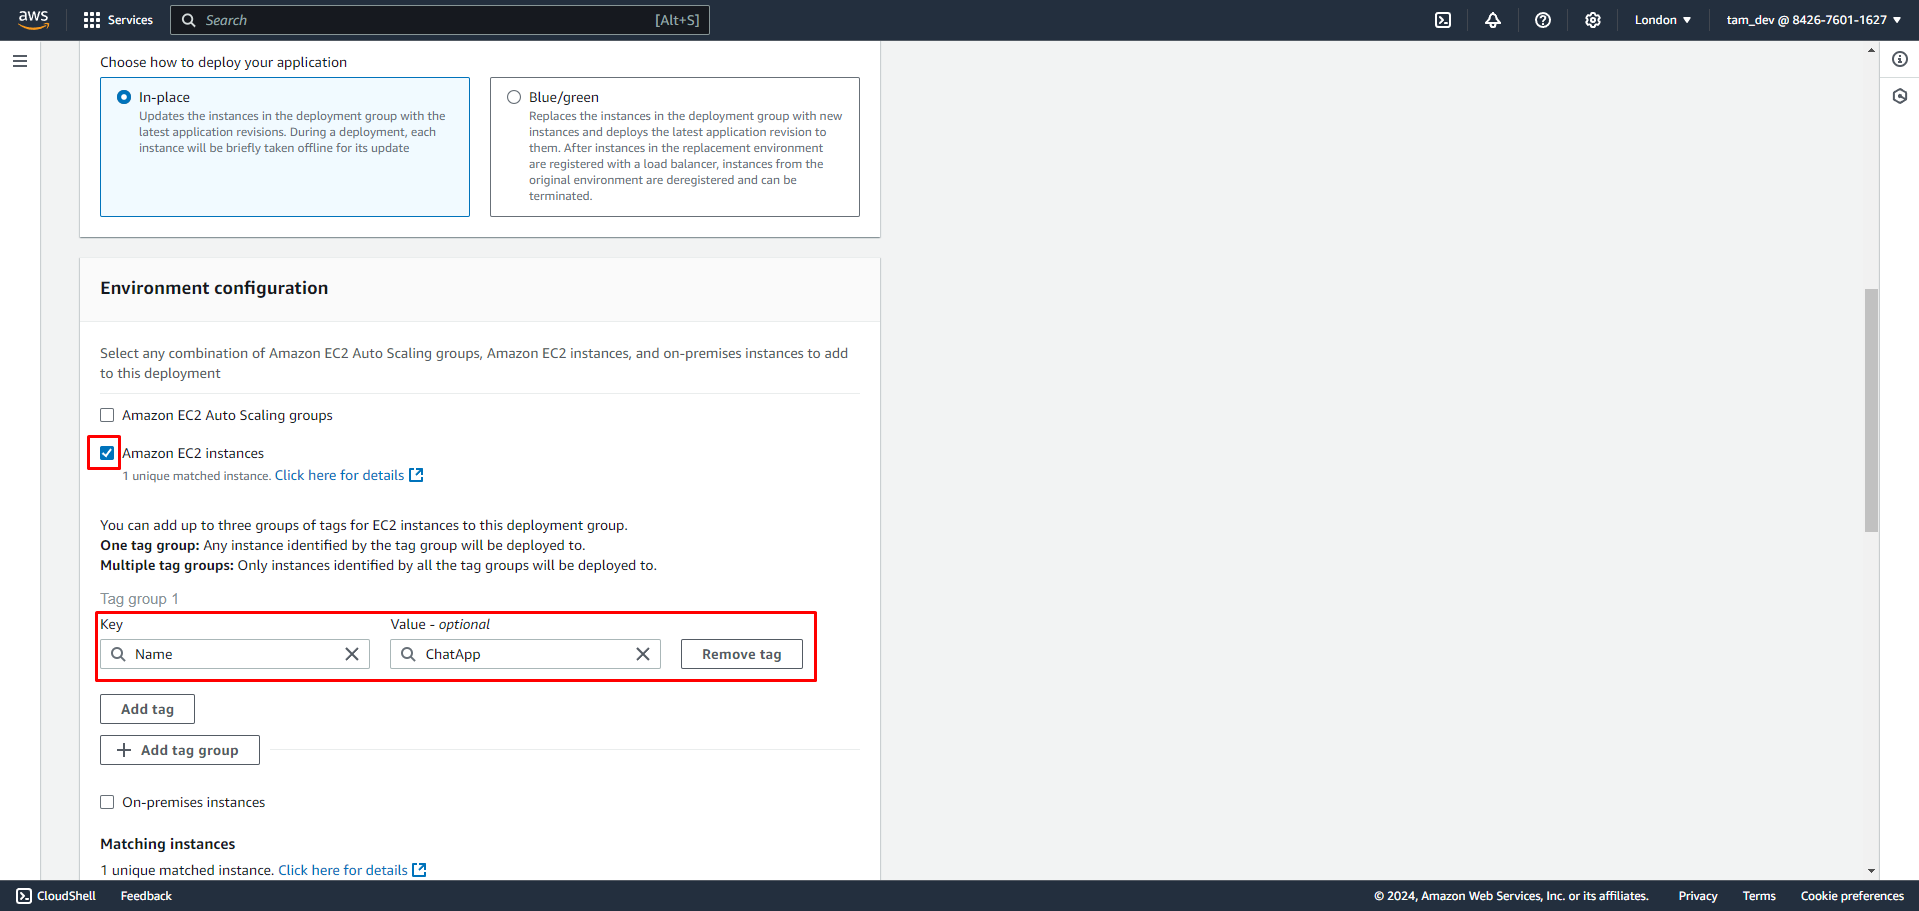 aws
Services
Search
[Alt+S]
London
tam_dev @ 8426-7601-1627
Choose how to deploy your application
In-place
Updates the instances in the deployment group with the
latest application revisions. During a deployment, each
instance will be briefly taken offline for its update
Blue/green
Replaces the instances in the deployment group with new
instances and deploys the latest application revision to
them. After instances in the replacement environment
are registered with a load balancer, instances from the
original environment are deregistered and can be
terminated.
Environment configuration
Select any combination of Amazon EC2 Auto Scaling groups, Amazon EC2 instances, and on-premises instances to add
to this deployment
Amazon EC2 Auto Scaling groups
Amazon EC2 instances
1 unique matched instance. Click here for details
You can add up to three groups of tags for EC2 instances to this deployment group.
One tag group: Any instance identified by the tag group will be deployed to.
Multiple tag groups: Only instances identified by all the tag groups will be deployed to.
Tag group 1
Key
Value - optional
Name
ChatApp
Remove tag
Add tag
Add tag group
On-premises instances
Matching instances
1 unique matched instance. Click here for details
CloudShell
Feedback
© 2024, Amazon Web Services, Inc. or its affiliates.
Privacy
Terms
Cookie preferences